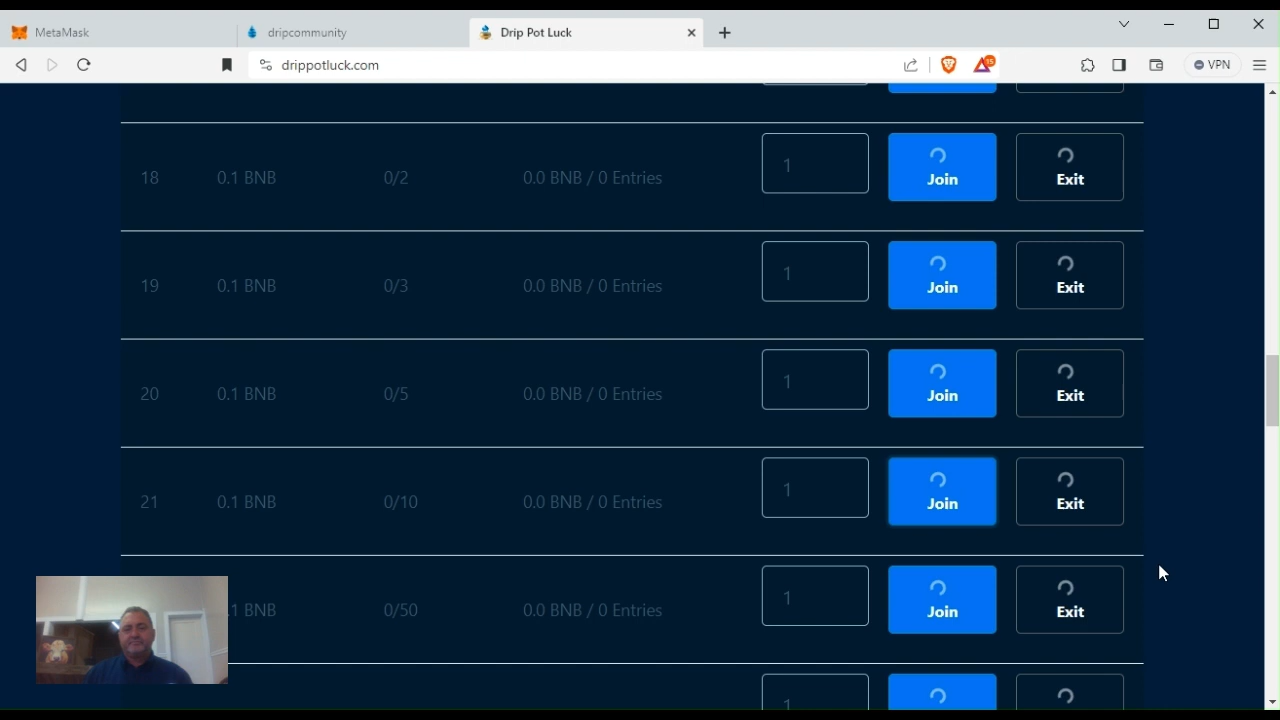 MetaMask
dripcommunity
Drip Pot Luck
drippotluck.com
15
VPN
18 0.1 BNB 0/2 0.0 BNB / 0 Entries 1 Join Exit
19 0.1 BNB 0/3 0.0 BNB / 0 Entries 1 Join Exit
20 0.1 BNB 0/5 0.0 BNB / 0 Entries 1 Join Exit
21 0.1 BNB 0/10 0.0 BNB / 0 Entries 1 Join Exit
.1 BNB 0/50 0.0 BNB / 0 Entries 1 Join Exit
1